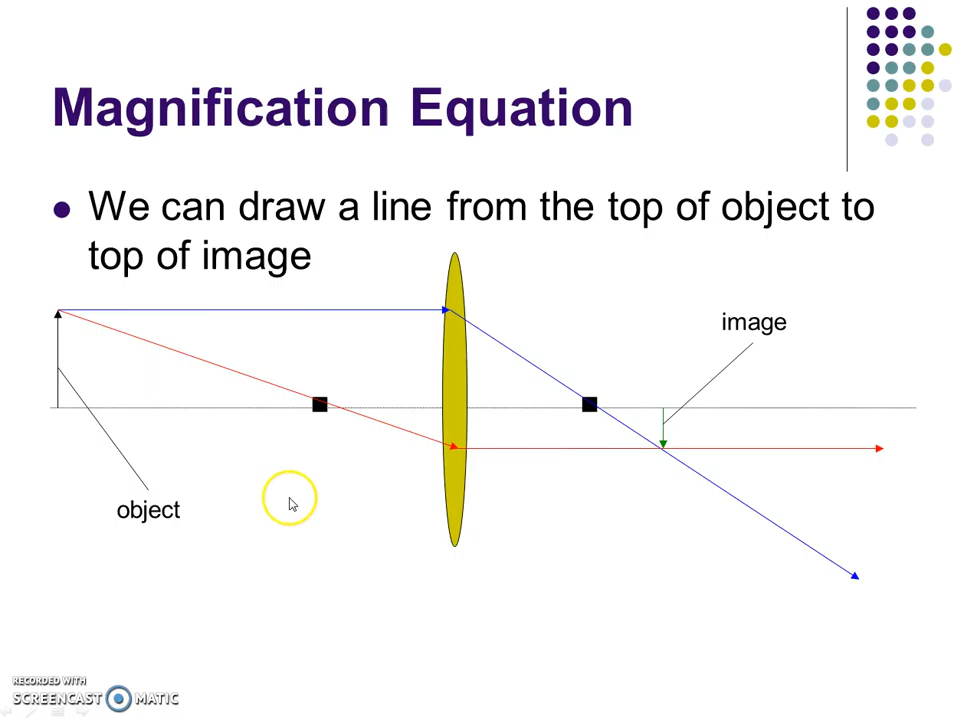 Magnification Equation
We can draw a line from the top of object to
top of image
image
object
RECORDED WITH
SCREENCAST MATIC